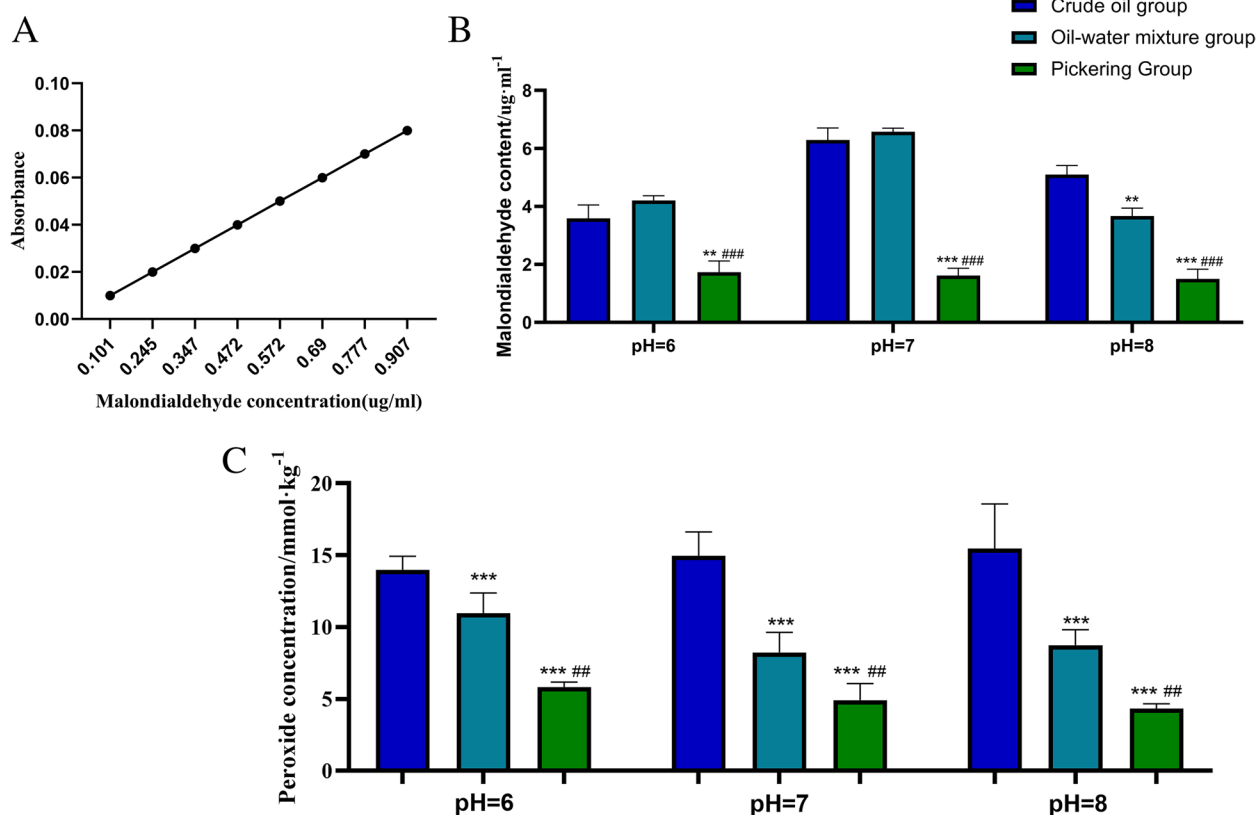 A
Absorbance
0.10
0.08
0.06
0.04
0.02
0.00
0.101
0.245
0.347
0.472
0.572
0.69
0.777
0.907
Malondialdehyde concentration(ug/ml)
B
Crude oil group
Oil-water mixture group
Pickering Group
Malondialdehyde content/ug·ml⁻¹
8
6
4
2
0
** ###
*** ###
**
*** ###
pH=6
pH=7
pH=8
C
Peroxide concentration/mmol·kg⁻¹
20
15
10
5
0
***
*** ##
***
*** ##
***
*** ##
pH=6
pH=7
pH=8